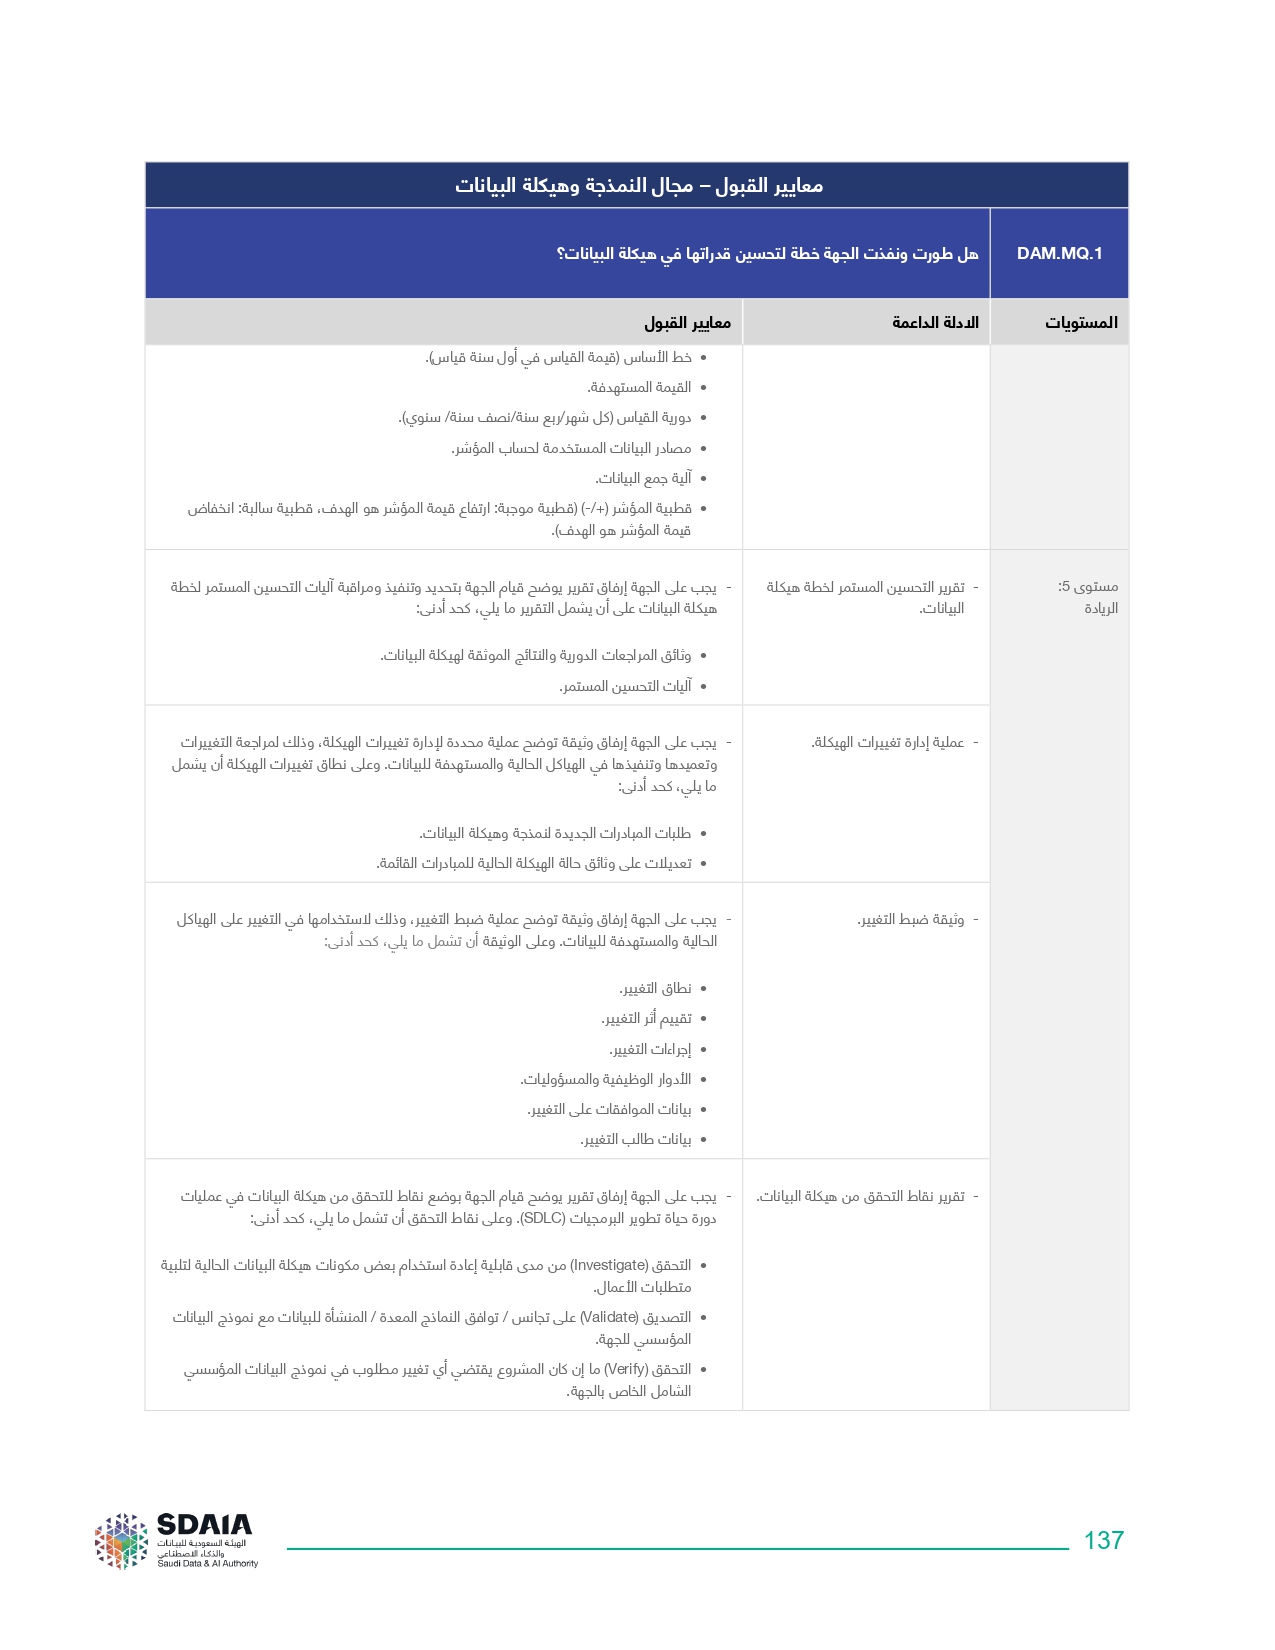 معايير القبول – مجال النمذجة وهيكلة البيانات
DAM.MQ.1
هل طورت ونفذت الجهة خطة لتحسين قدراتها في هيكلة البيانات؟
المستويات
الادلة الداعمة
معايير القبول
• خط الأساس (قيمة القياس في أول سنة قياس).
• القيمة المستهدفة.
• دورية القياس (كل شهر/ربع سنة/نصف سنة/ سنوي).
• مصادر البيانات المستخدمة لحساب المؤشر.
• آلية جمع البيانات.
• قطبية المؤشر (+/-) (قطبية موجبة: ارتفاع قيمة المؤشر هو الهدف، قطبية سالبة: انخفاض
قيمة المؤشر هو الهدف).
مستوى 5:
الريادة
- تقرير التحسين المستمر لخطة هيكلة
البيانات.
- يجب على الجهة إرفاق تقرير يوضح قيام الجهة بتحديد وتنفيذ ومراقبة آليات التحسين المستمر لخطة
هيكلة البيانات على أن يشمل التقرير ما يلي، كحد أدنى:
• وثائق المراجعات الدورية والنتائج الموثقة لهيكلة البيانات.
• آليات التحسين المستمر.
- عملية إدارة تغييرات الهيكلة.
- يجب على الجهة إرفاق وثيقة توضح عملية محددة لإدارة تغييرات الهيكلة، وذلك لمراجعة التغييرات
وتعميدها وتنفيذها في الهياكل الحالية والمستهدفة للبيانات. وعلى نطاق تغييرات الهيكلة أن يشمل
ما يلي، كحد أدنى:
• طلبات المبادرات الجديدة لنمذجة وهيكلة البيانات.
• تعديلات على وثائق حالة الهيكلة الحالية للمبادرات القائمة.
- وثيقة ضبط التغيير.
- يجب على الجهة إرفاق وثيقة توضح عملية ضبط التغيير، وذلك لاستخدامها في التغيير على الهياكل
الحالية والمستهدفة للبيانات. وعلى الوثيقة أن تشمل ما يلي، كحد أدنى:
• نطاق التغيير.
• تقييم أثر التغيير.
• إجراءات التغيير.
• الأدوار الوظيفية والمسؤوليات.
• بيانات الموافقات على التغيير.
• بيانات طالب التغيير.
- تقرير نقاط التحقق من هيكلة البيانات.
- يجب على الجهة إرفاق تقرير يوضح قيام الجهة بوضع نقاط للتحقق من هيكلة البيانات في عمليات
دورة حياة تطوير البرمجيات (SDLC). وعلى نقاط التحقق أن تشمل ما يلي، كحد أدنى:
• التحقق (Investigate) من مدى قابلية إعادة استخدام بعض مكونات هيكلة البيانات الحالية لتلبية
متطلبات الأعمال.
• التصديق (Validate) على تجانس / توافق النماذج المعدة / المنشأة للبيانات مع نموذج البيانات
المؤسسي للجهة.
• التحقق (Verify) ما إن كان المشروع يقتضي أي تغيير مطلوب في نموذج البيانات المؤسسي
الشامل الخاص بالجهة.
SDAIA
الهيئة السعودية للبيانات
والذكاء الاصطناعي
Saudi Data & AI Authority
137